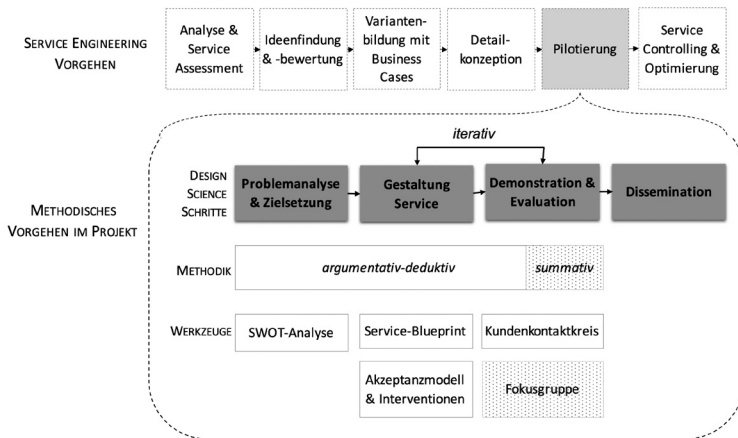 SERVICE ENGINEERING
VORGEHEN
Analyse &
Service
Assessment
Ideenfindung
& -bewertung
Varianten-
bildung mit
Business
Cases
Detail-
konzeption
Pilotierung
Service
Controlling &
Optimierung
METHODISCHES
VORGEHEN IM PROJEKT
iterativ
DESIGN
SCIENCE
SCHRITTE
Problemanalyse
& Zielsetzung
Gestaltung
Service
Demonstration &
Evaluation
Dissemination
METHODIK
argumentativ-deduktiv
summativ
WERKZEUGE
SWOT-Analyse
Service-Blueprint
Kundenkontaktkreis
Akzeptanzmodell
& Interventionen
Fokusgruppe